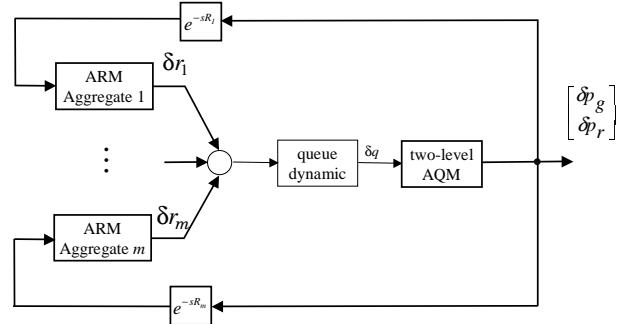 e^{-sR_1}
ARM
Aggregate 1
δr_1
δp_g
δp_r
⋮
queue
dynamic
δq
two-level
AQM
ARM
Aggregate m
δr_m
e^{-sR_m}